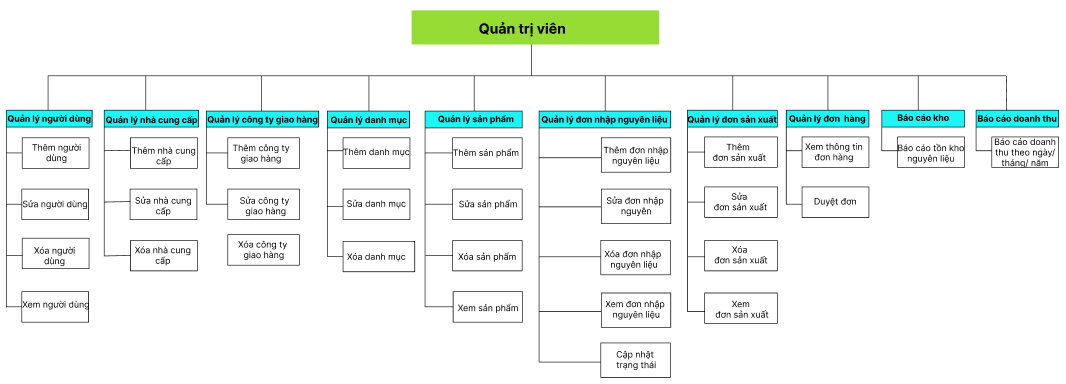 Quản trị viên
Quản lý người dùng
Thêm người
dùng
Sửa người dùng
Xóa người
dùng
Xem người dùng
Quản lý nhà cung cấp
Thêm nhà cung
cấp
Sửa nhà cung
cấp
Xóa nhà cung
cấp
Quản lý công ty giao hàng
Thêm công ty
giao hàng
Sửa công ty
giao hàng
Xóa công ty
giao hàng
Quản lý danh mục
Thêm danh mục
Sửa danh mục
Xóa danh mục
Quản lý sản phẩm
Thêm sản phẩm
Sửa sản phẩm
Xóa sản phẩm
Xem sản phẩm
Quản lý đơn nhập nguyên liệu
Thêm đơn nhập
nguyên liệu
Sửa đơn nhập
nguyên
Xóa đơn nhập
nguyên liệu
Xem đơn nhập
nguyên liệu
Cập nhật
trạng thái
Quản lý đơn sản xuất
Thêm
đơn sản xuất
Sửa
đơn sản xuất
Xóa
đơn sản xuất
Xem
đơn sản xuất
Quản lý đơn hàng
Xem thông tin
đơn hàng
Duyệt đơn
Báo cáo kho
Báo cáo tồn kho
nguyên liệu
Báo cáo doanh thu
Báo cáo doanh
thu theo ngày/
tháng/ năm